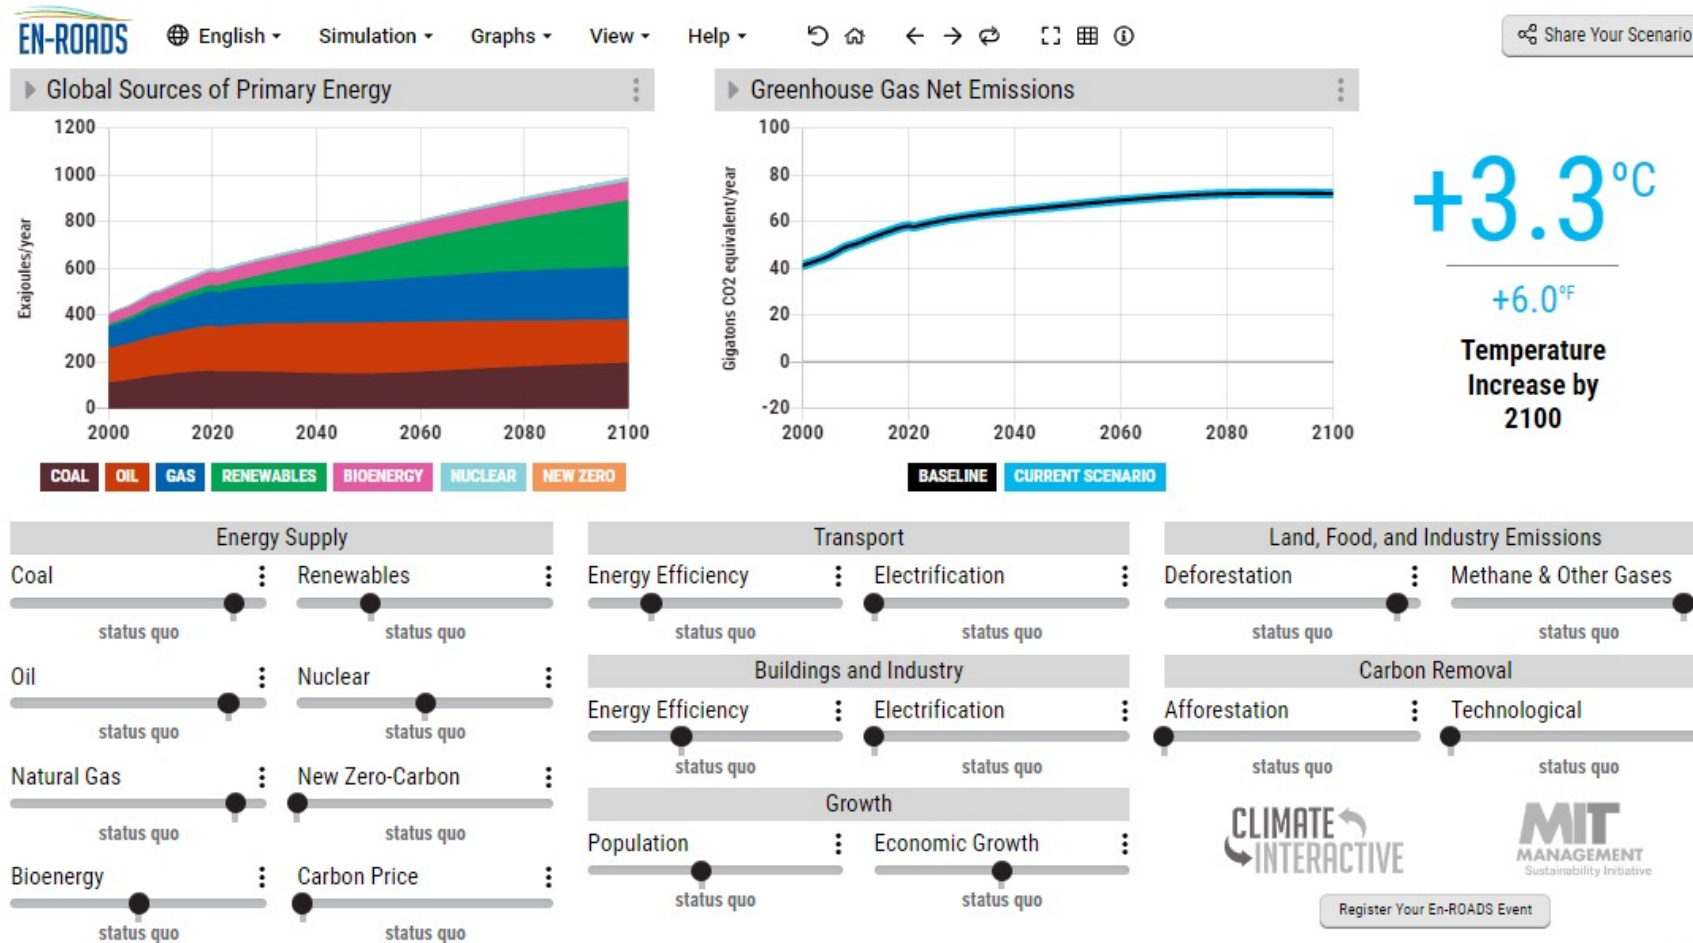 EN-ROADS
English
Simulation
Graphs
View
Help
Share Your Scenario
Global Sources of Primary Energy
Exajoules/year
1200
1000
800
600
400
200
0
2000 2020 2040 2060 2080 2100
COAL OIL GAS RENEWABLES BIOENERGY NUCLEAR NEW ZERO
Greenhouse Gas Net Emissions
Gigatons CO2 equivalent/year
100
80
60
40
20
0
-20
2000 2020 2040 2060 2080 2100
BASELINE CURRENT SCENARIO
+3.3ºC
+6.0ºF
Temperature
Increase by
2100
Energy Supply
Coal
status quo
Renewables
status quo
Oil
status quo
Nuclear
status quo
Natural Gas
status quo
New Zero-Carbon
status quo
Bioenergy
status quo
Carbon Price
status quo
Transport
Energy Efficiency
status quo
Electrification
status quo
Buildings and Industry
Energy Efficiency
status quo
Electrification
status quo
Growth
Population
status quo
Economic Growth
status quo
Land, Food, and Industry Emissions
Deforestation
status quo
Methane & Other Gases
status quo
Carbon Removal
Afforestation
status quo
Technological
status quo
CLIMATE
INTERACTIVE
MIT
MANAGEMENT
Sustainability Initiative
Register Your En-ROADS Event